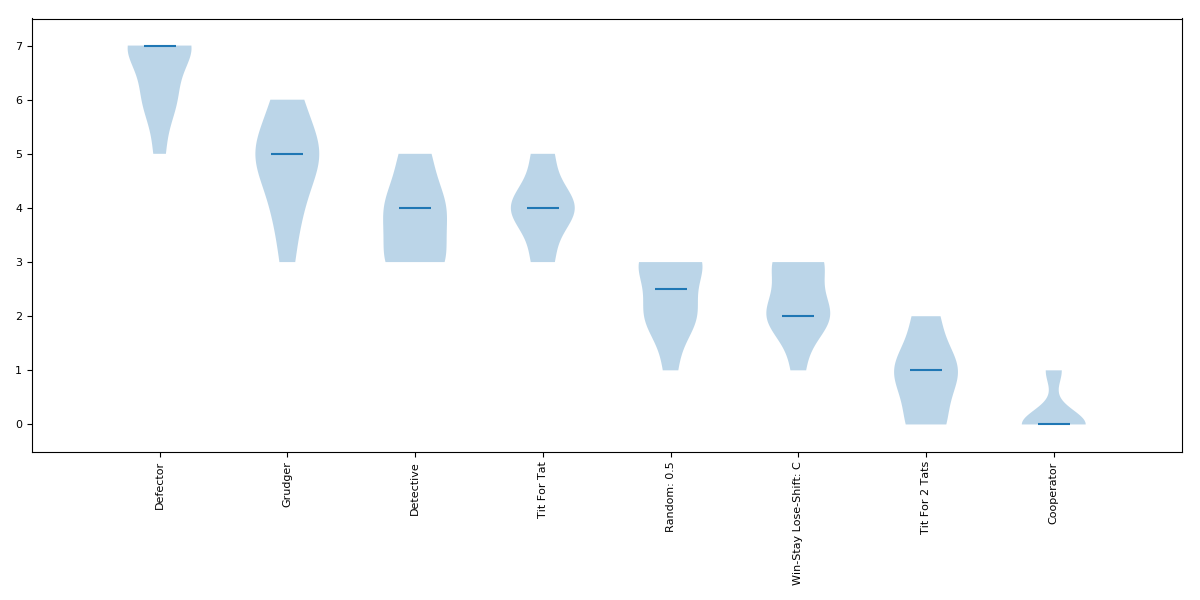 7
6
5
4
3
2
1
0
Defector
Grudger
Detective
Tit For Tat
Random: 0.5
Win-Stay Lose-Shift: C
Tit For 2 Tats
Cooperator